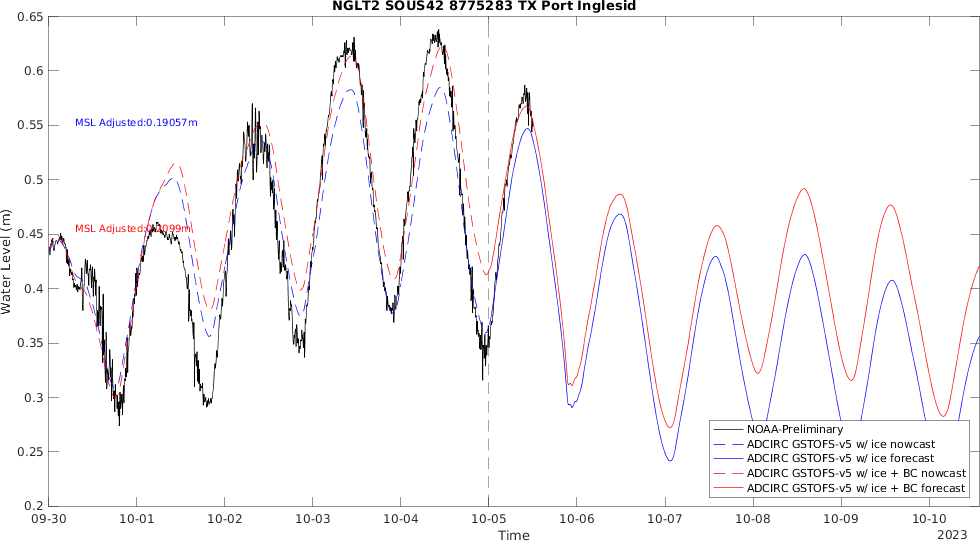 NGLT2 SOUS42 8775283 TX Port Inglesid
Water Level (m)
0.65
0.6
0.55
0.5
0.45
0.4
0.35
0.3
0.25
0.2
MSL Adjusted:0.19057m
MSL Adjusted:
NOAA-Preliminary
ADCIRC GSTOFS-v5 w/ ice nowcast
ADCIRC GSTOFS-v5 w/ ice forecast
ADCIRC GSTOFS-v5 w/ ice + BC nowcast
ADCIRC GSTOFS-v5 w/ ice + BC forecast
09-30 10-01 10-02 10-03 10-04 10-05 10-06 10-07 10-08 10-09 10-10
Time
2023